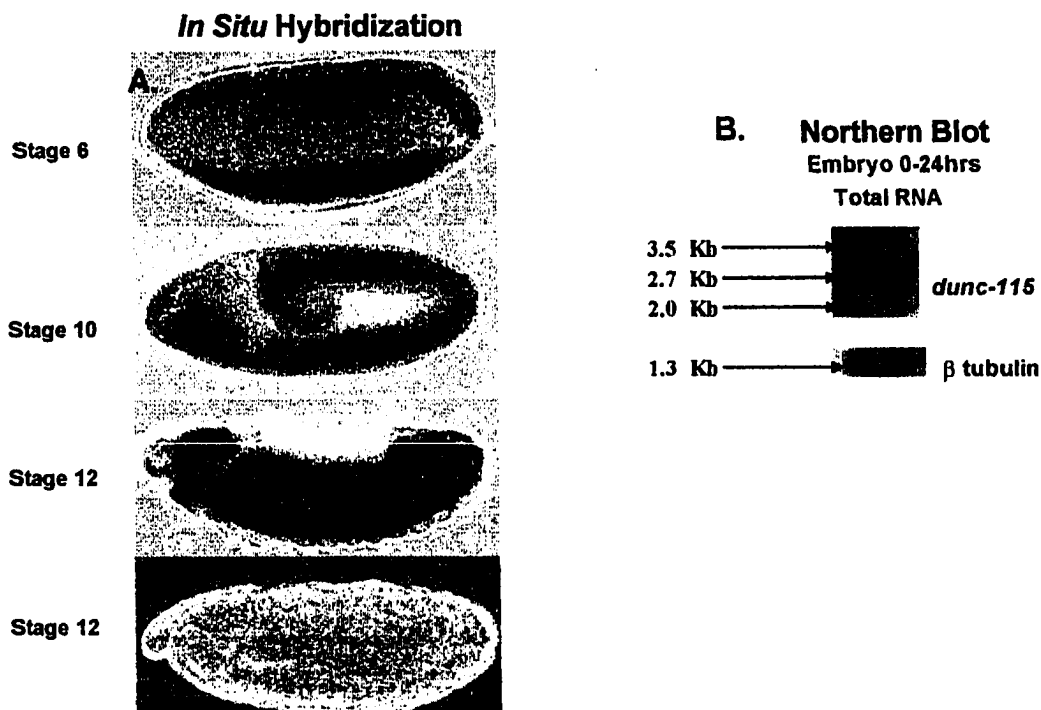 In Situ Hybridization
A.
Stage 6
Stage 10
Stage 12
Stage 12
B. Northern Blot
Embryo 0-24hrs
Total RNA
3.5 Kb
2.7 Kb
2.0 Kb
dunc-115
1.3 Kb
β tubulin